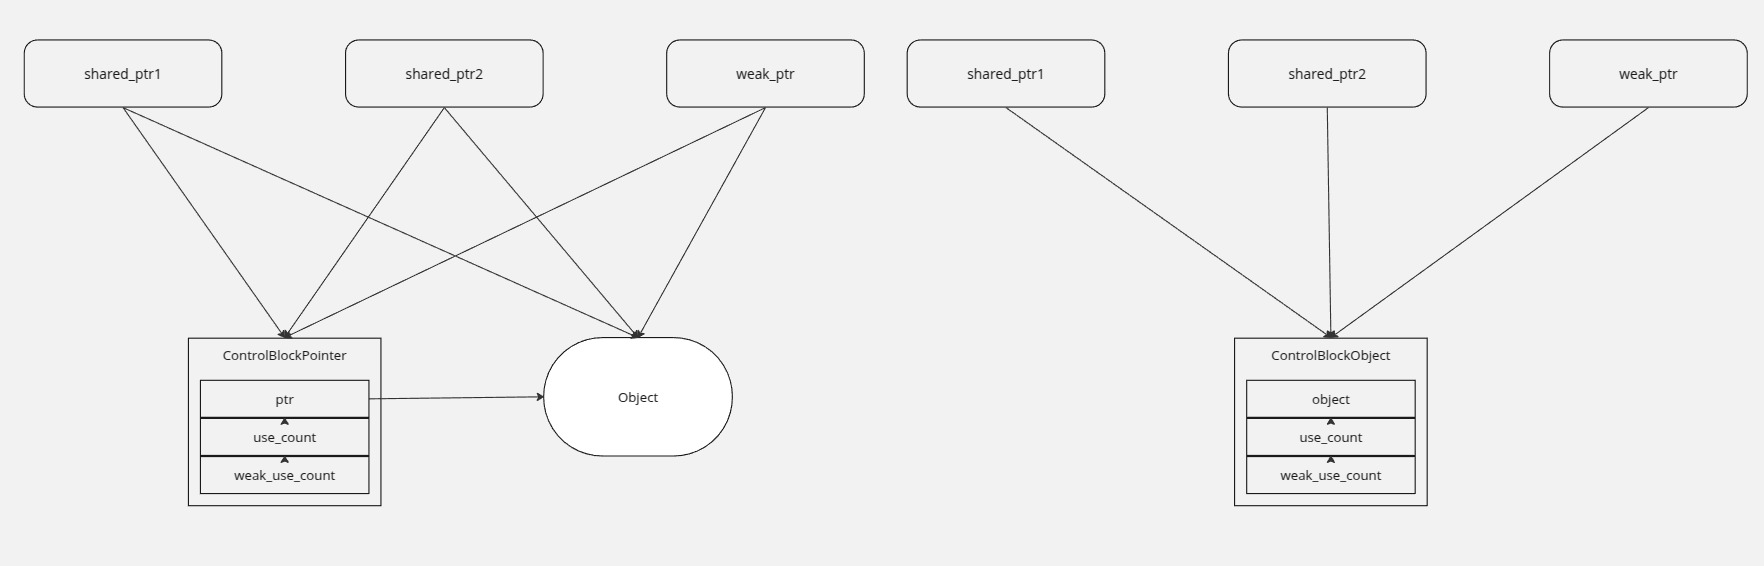 shared_ptr1
shared_ptr2
weak_ptr
shared_ptr1
shared_ptr2
weak_ptr
ControlBlockPointer
ptr
use_count
weak_use_count
Object
ControlBlockObject
object
use_count
weak_use_count